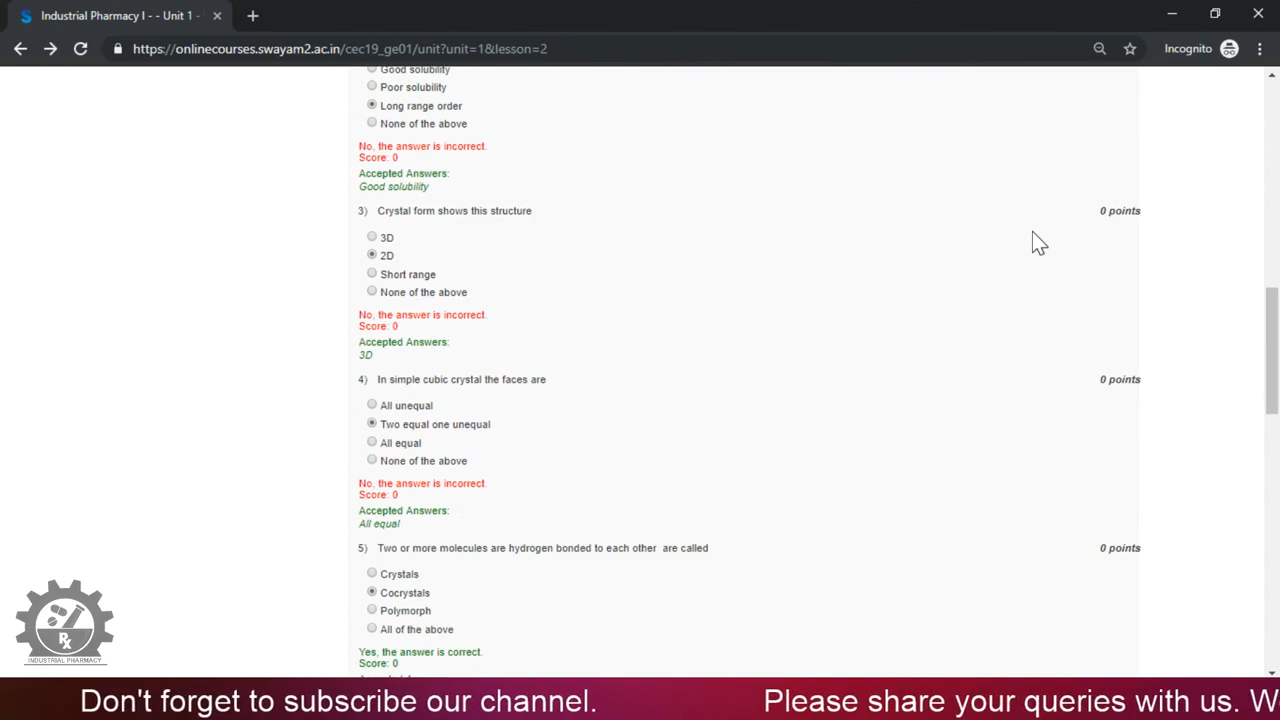 Industrial Pharmacy I - - Unit 1 -
https://onlinecourses.swayam2.ac.in/cec19_ge01/unit?unit=1&lesson=2
Incognito
Good solubility
Poor solubility
Long range order
None of the above
No, the answer is incorrect.
Score: 0
Accepted Answers:
Good solubility
3) Crystal form shows this structure 0 points
3D
2D
Short range
None of the above
No, the answer is incorrect.
Score: 0
Accepted Answers:
3D
4) In simple cubic crystal the faces are 0 points
All unequal
Two equal one unequal
All equal
None of the above
No, the answer is incorrect.
Score: 0
Accepted Answers:
All equal
5) Two or more molecules are hydrogen bonded to each other are called 0 points
Crystals
Cocrystals
Polymorph
All of the above
Yes, the answer is correct.
Score: 0
Rx
INDUSTRIAL PHARMACY
Don't forget to subscribe our channel. Please share your queries with us. W